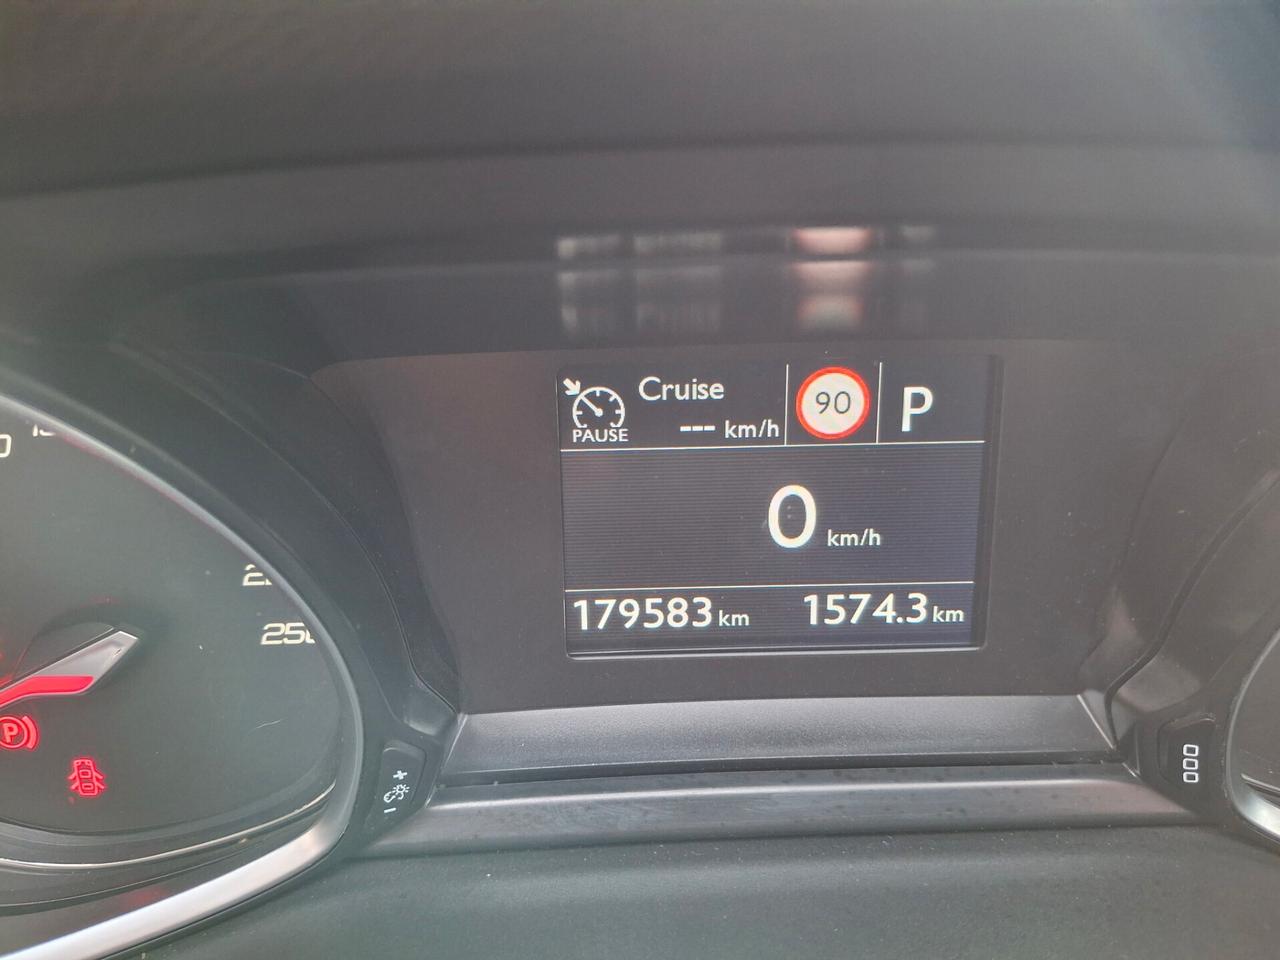 Cruise
--- km/h
PAUSE
90
P
0 km/h
179583 km
1574.3 km
250
P
+
-